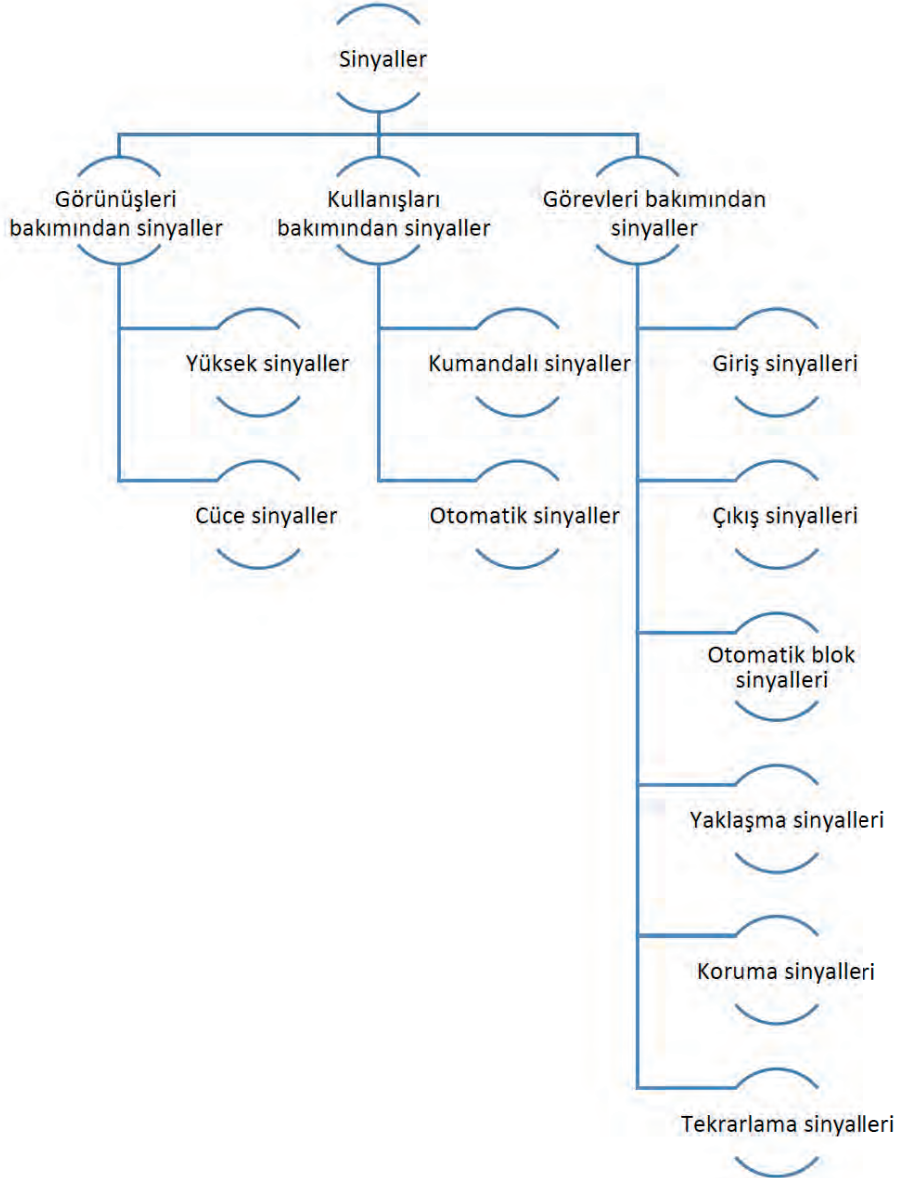 Sinyaller
Görünüşleri
bakımından sinyaller
Kullanışları
bakımından sinyaller
Görevleri bakımından
sinyaller
Yüksek sinyaller
Kumandalı sinyaller
Giriş sinyalleri
Cüce sinyaller
Otomatik sinyaller
Çıkış sinyalleri
Otomatik blok
sinyalleri
Yaklaşma sinyalleri
Koruma sinyalleri
Tekrarlama sinyalleri